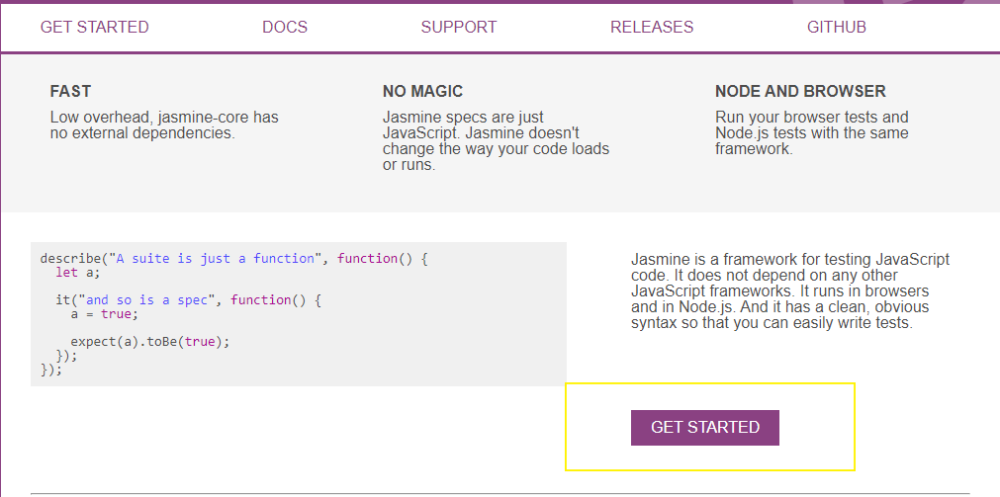 GET STARTED DOCS SUPPORT RELEASES GITHUB
FAST
Low overhead, jasmine-core has
no external dependencies.
NO MAGIC
Jasmine specs are just
JavaScript. Jasmine doesn't
change the way your code loads
or runs.
NODE AND BROWSER
Run your browser tests and
Node.js tests with the same
framework.
describe("A suite is just a function", function() {
  let a;

  it("and so is a spec", function() {
    a = true;

    expect(a).toBe(true);
  });
});
Jasmine is a framework for testing JavaScript
code. It does not depend on any other
JavaScript frameworks. It runs in browsers
and in Node.js. And it has a clean, obvious
syntax so that you can easily write tests.
GET STARTED